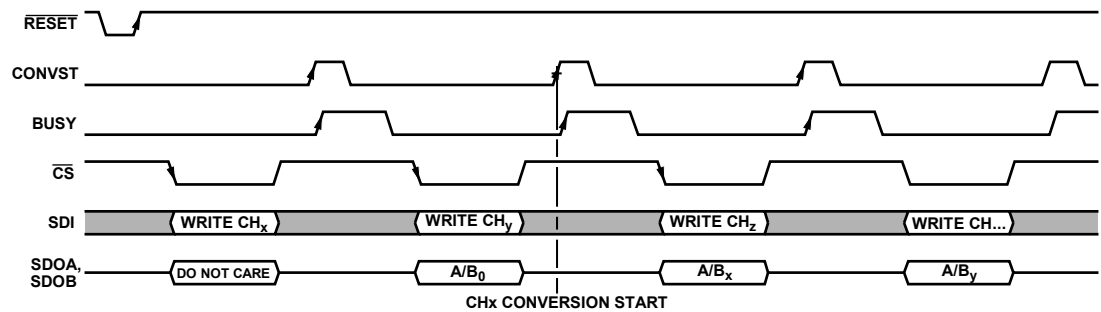 RESET
CONVST
BUSY
CS
SDI WRITE CHx WRITE CHy WRITE CHz WRITE CH...
SDOA,
SDOB DO NOT CARE A/B0 A/Bx A/By
CHx CONVERSION START